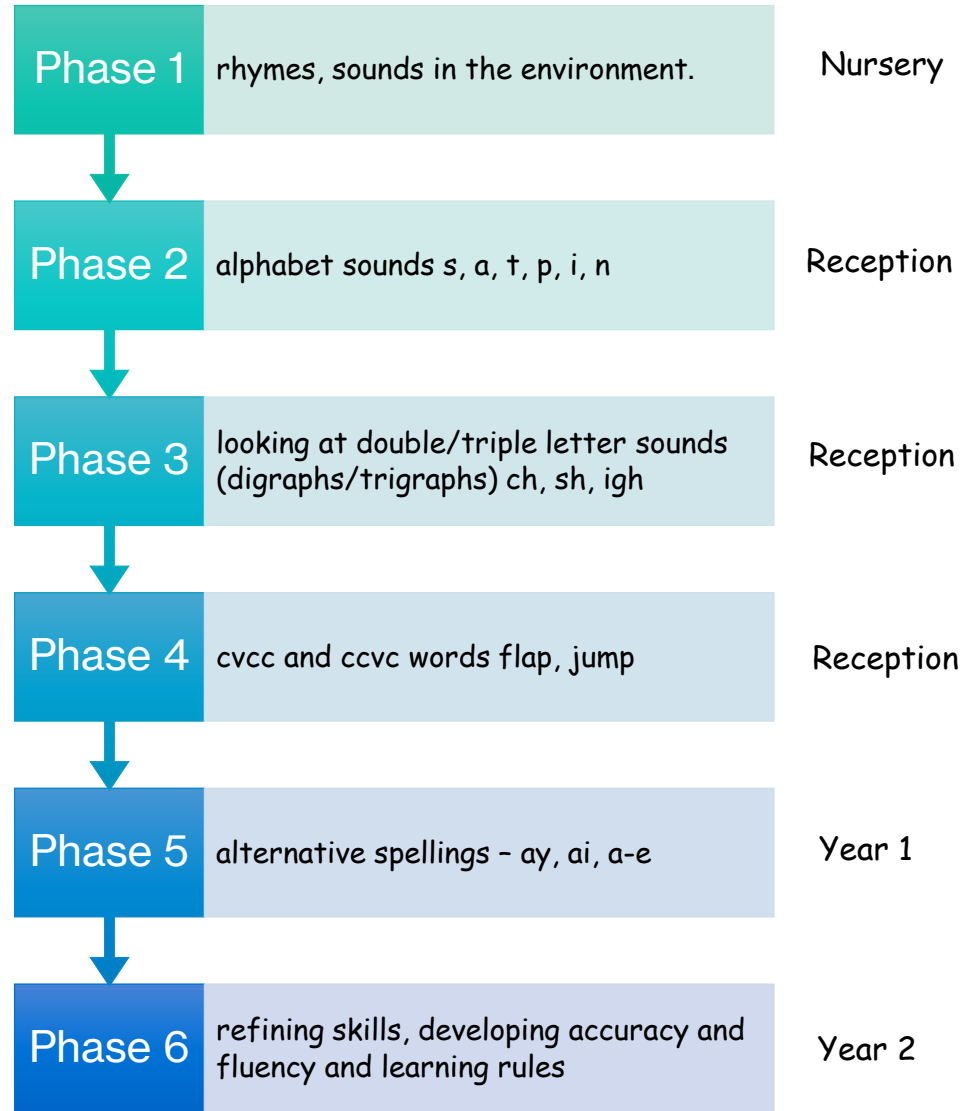 Phase 1 rhymes, sounds in the environment. Nursery
Phase 2 alphabet sounds s, a, t, p, i, n Reception
Phase 3 looking at double/triple letter sounds
(digraphs/trigraphs) ch, sh, igh Reception
Phase 4 cvcc and ccvc words flap, jump Reception
Phase 5 alternative spellings – ay, ai, a-e Year 1
Phase 6 refining skills, developing accuracy and
fluency and learning rules Year 2